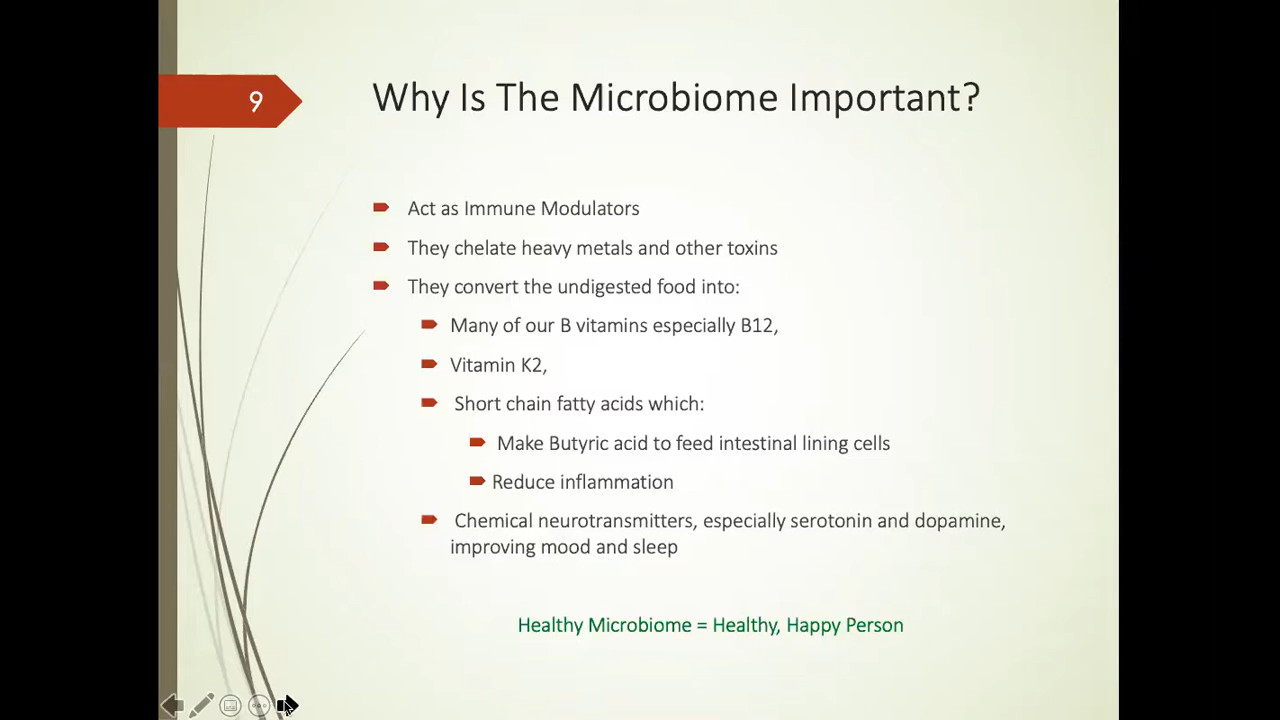 9
Why Is The Microbiome Important?
Act as Immune Modulators
They chelate heavy metals and other toxins
They convert the undigested food into:
Many of our B vitamins especially B12,
Vitamin K2,
Short chain fatty acids which:
Make Butyric acid to feed intestinal lining cells
Reduce inflammation
Chemical neurotransmitters, especially serotonin and dopamine,
improving mood and sleep
Healthy Microbiome = Healthy, Happy Person